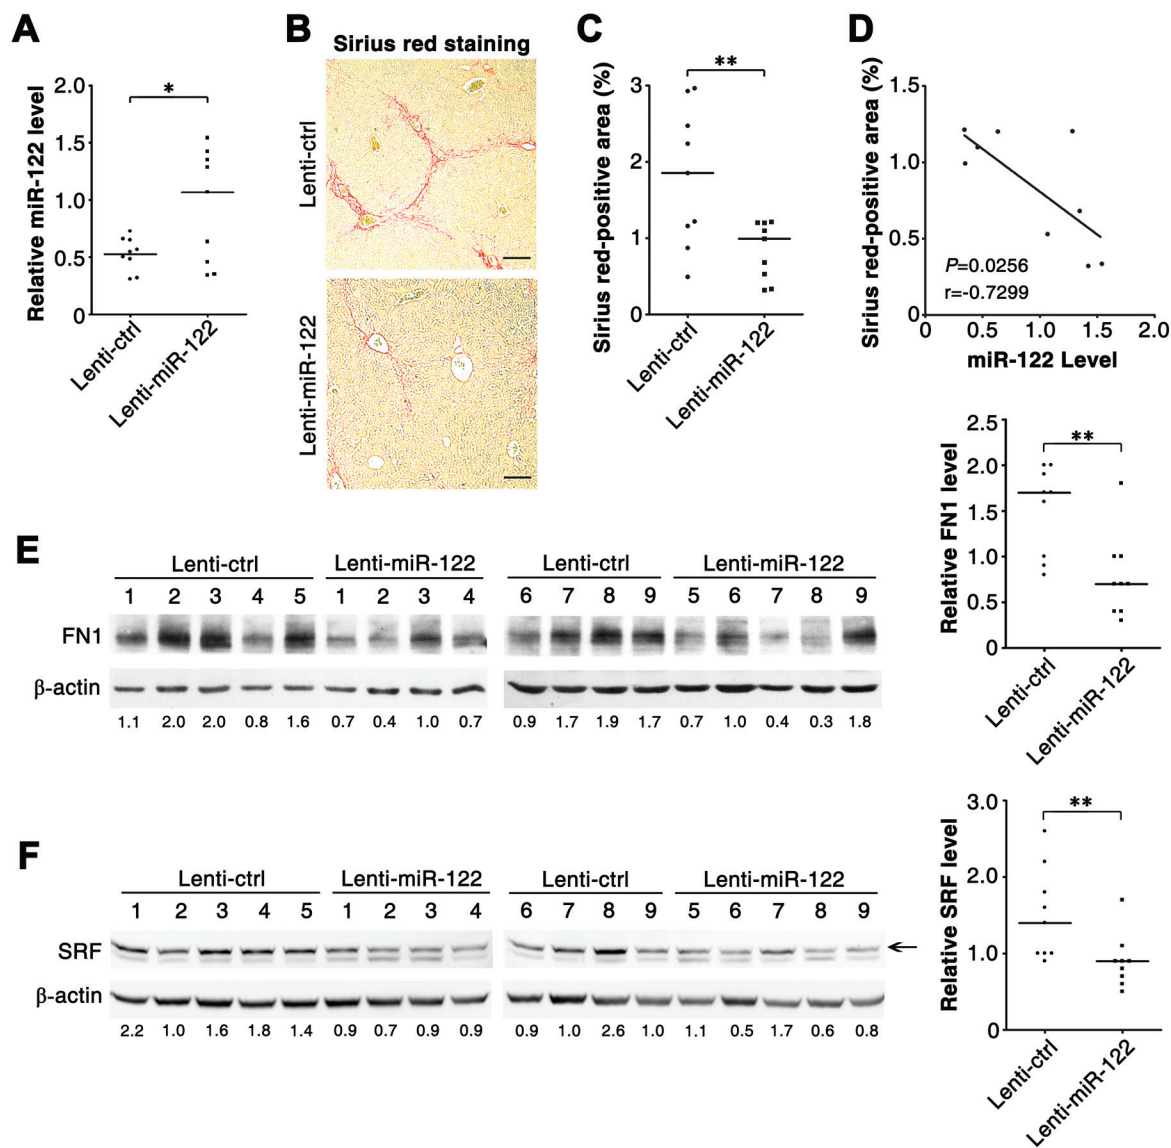 A
Relative miR-122 level
2.0
1.5
1.0
0.5
0
*
Lenti-ctrl
Lenti-miR-122
B
Sirius red staining
Lenti-ctrl
Lenti-miR-122
C
Sirius red-positive area (%)
3
2
1
0
**
Lenti-ctrl
Lenti-miR-122
D
Sirius red-positive area (%)
1.5
1.0
0.5
0
P=0.0256
r=-0.7299
0 0.5 1.0 1.5 2.0
miR-122 Level
E
Lenti-ctrl Lenti-miR-122 Lenti-ctrl Lenti-miR-122
1 2 3 4 5 1 2 3 4 6 7 8 9 5 6 7 8 9
FN1
β-actin
1.1 2.0 2.0 0.8 1.6 0.7 0.4 1.0 0.7 0.9 1.7 1.9 1.7 0.7 1.0 0.4 0.3 1.8
Relative FN1 level
2.5
2.0
1.5
1.0
0.5
0
**
Lenti-ctrl
Lenti-miR-122
F
Lenti-ctrl Lenti-miR-122 Lenti-ctrl Lenti-miR-122
1 2 3 4 5 1 2 3 4 6 7 8 9 5 6 7 8 9
SRF
β-actin
2.2 1.0 1.6 1.8 1.4 0.9 0.7 0.9 0.9 0.9 1.0 2.6 1.0 1.1 0.5 1.7 0.6 0.8
Relative SRF level
3.0
2.0
1.0
0
**
Lenti-ctrl
Lenti-miR-122